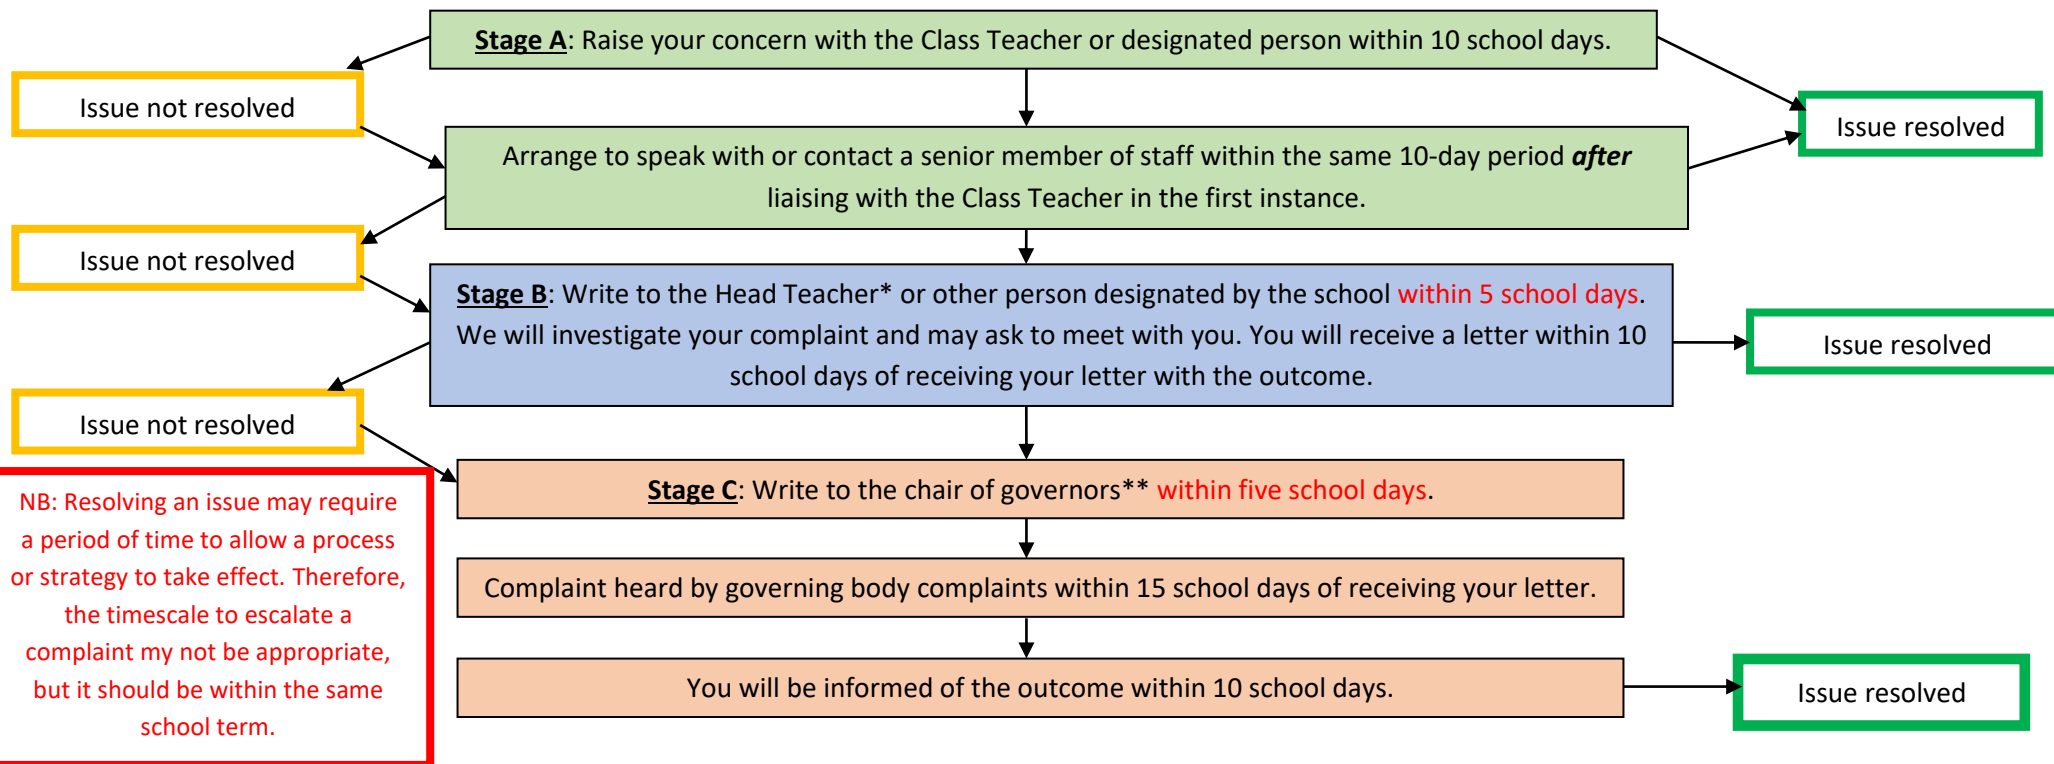 Stage A: Raise your concern with the Class Teacher or designated person within 10 school days.
Issue not resolved
Issue resolved
Arrange to speak with or contact a senior member of staff within the same 10-day period after
liaising with the Class Teacher in the first instance.
Issue not resolved
Stage B: Write to the Head Teacher* or other person designated by the school within 5 school days.
We will investigate your complaint and may ask to meet with you. You will receive a letter within 10
school days of receiving your letter with the outcome.
Issue resolved
Issue not resolved
Stage C: Write to the chair of governors** within five school days.
NB: Resolving an issue may require
a period of time to allow a process
or strategy to take effect. Therefore,
the timescale to escalate a
complaint my not be appropriate,
but it should be within the same
school term.
Complaint heard by governing body complaints within 15 school days of receiving your letter.
You will be informed of the outcome within 10 school days.
Issue resolved